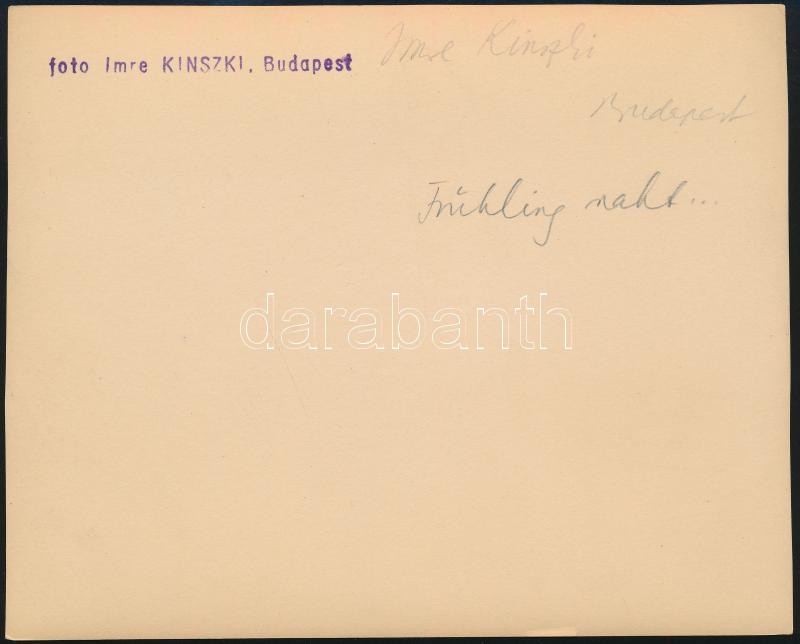 foto Imre KINSZKI, Budapest
Imre Kinszki
Budapest
Frühling naht...
darabanth